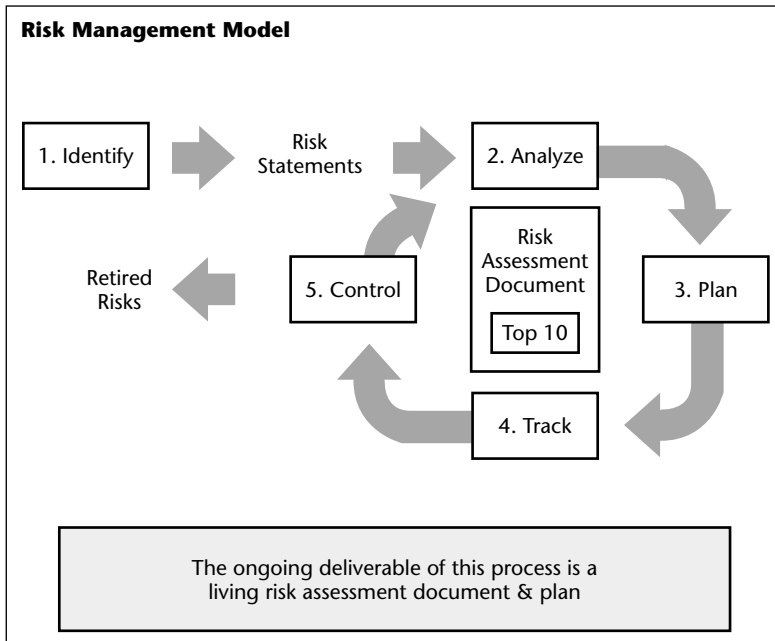 Risk Management Model
1. Identify
Risk
Statements
2. Analyze
Retired
Risks
5. Control
Risk
Assessment
Document
Top 10
3. Plan
4. Track
The ongoing deliverable of this process is a
living risk assessment document & plan